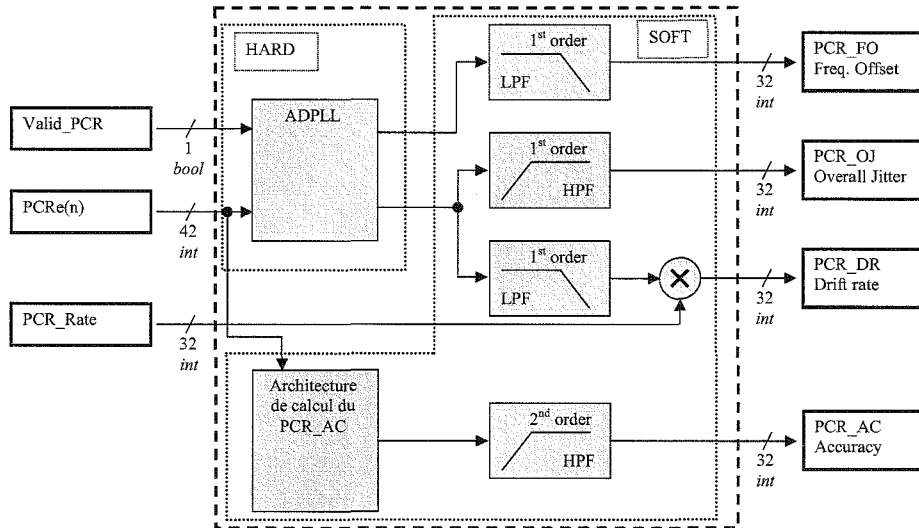 HARD
SOFT
1st order
LPF
PCR_FO
Freq. Offset
32
int
Valid_PCR
1
bool
ADPLL
1st order
HPF
PCR_OJ
Overall Jitter
32
int
PCRe(n)
42
int
1st order
LPF
PCR_DR
Drift rate
32
int
PCR_Rate
32
int
Architecture
de calcul du
PCR_AC
2nd order
HPF
PCR_AC
Accuracy
32
int